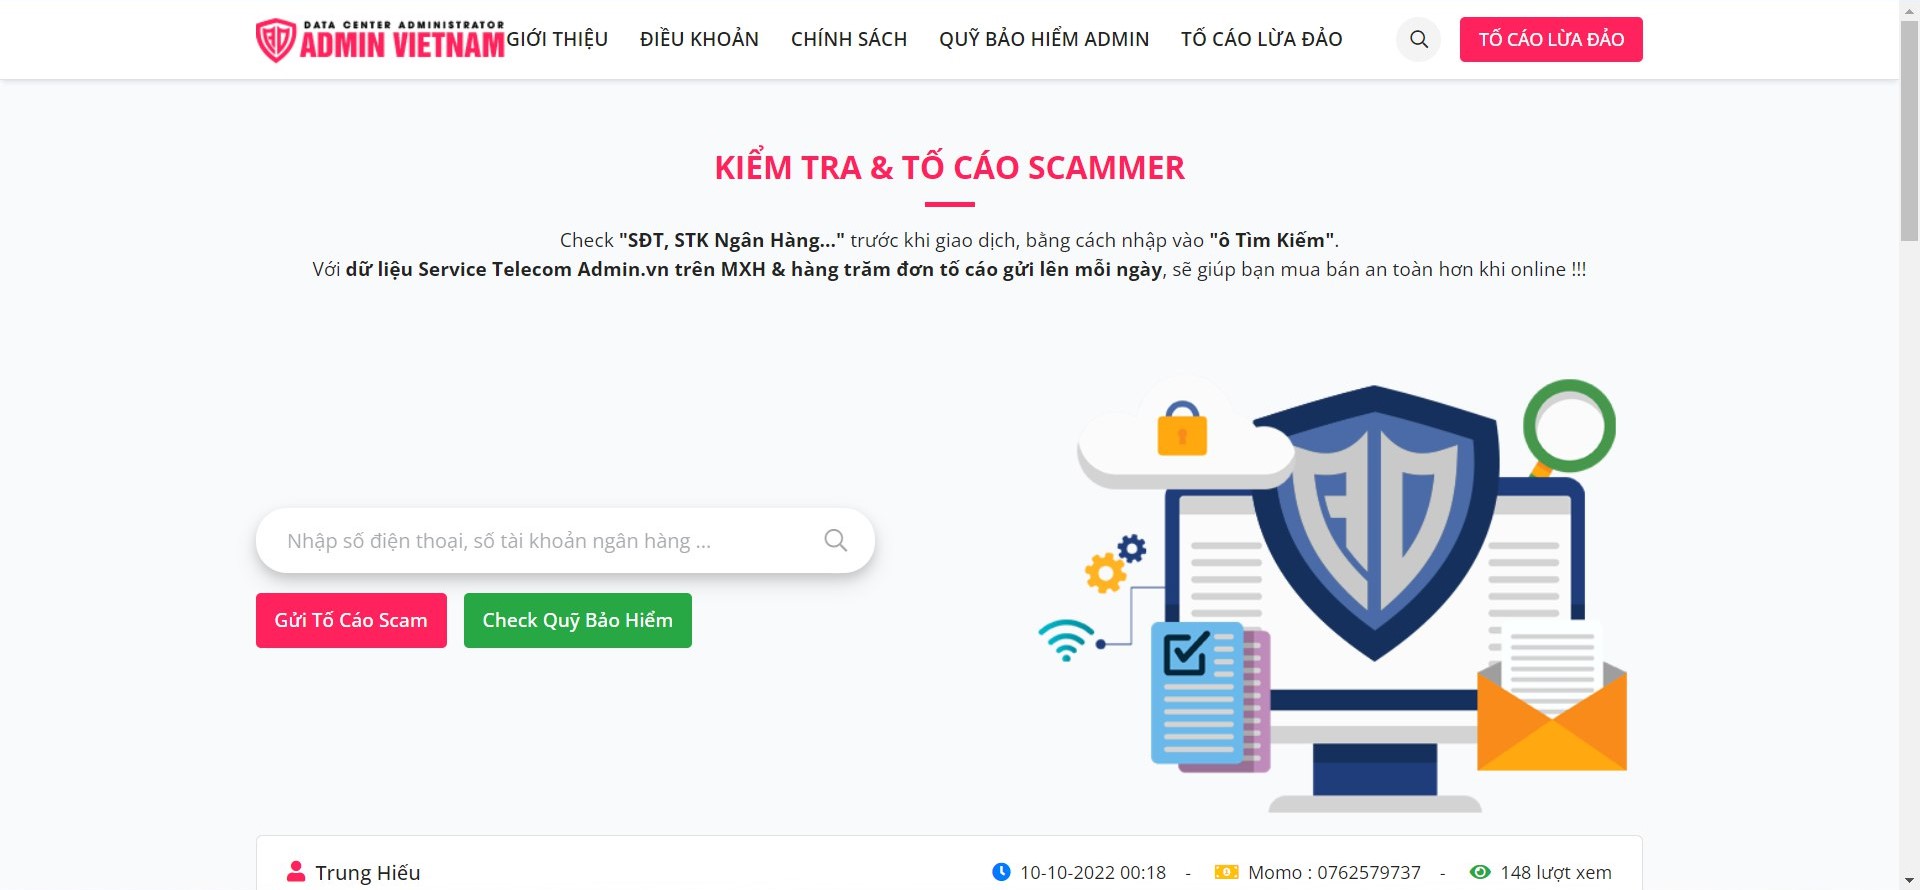 DATA CENTER ADMINISTRATOR
ADMIN VIETNAM
GIỚI THIỆU ĐIỀU KHOẢN CHÍNH SÁCH QUỸ BẢO HIỂM ADMIN TỐ CÁO LỪA ĐẢO TỐ CÁO LỪA ĐẢO
KIỂM TRA & TỐ CÁO SCAMMER
Check "SĐT, STK Ngân Hàng..." trước khi giao dịch, bằng cách nhập vào "ô Tìm Kiếm".
Với dữ liệu Service Telecom Admin.vn trên MXH & hàng trăm đơn tố cáo gửi lên mỗi ngày, sẽ giúp bạn mua bán an toàn hơn khi online !!!
Nhập số điện thoại, số tài khoản ngân hàng ...
Gửi Tố Cáo Scam Check Quỹ Bảo Hiểm
Trung Hiếu 10-10-2022 00:18 - Momo : 0762579737 - 148 lượt xem